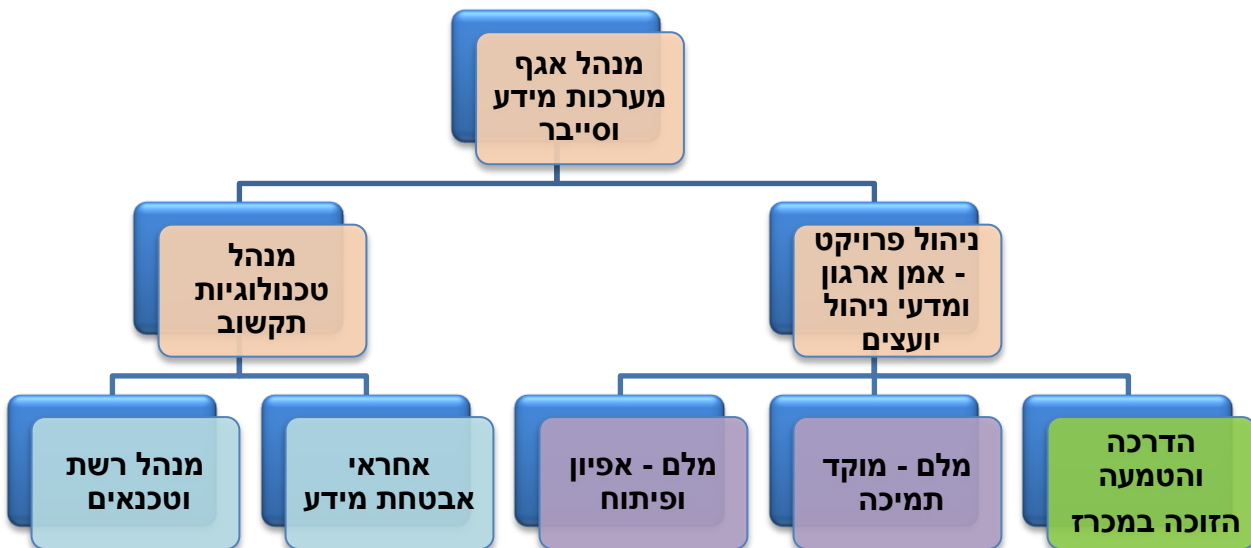 מנהל אגף
מערכות מידע
וסייבר
ניהול פרויקט
- אמן ארגון
ומדעי ניהול
יועצים
מנהל
טכנולוגיות
תקשוב
הדרכה
והטמעה
הזוכה במכרז
מלם - מוקד
תמיכה
מלם - אפיון
ופיתוח
אחראי
אבטחת מידע
מנהל רשת
וטכנאים